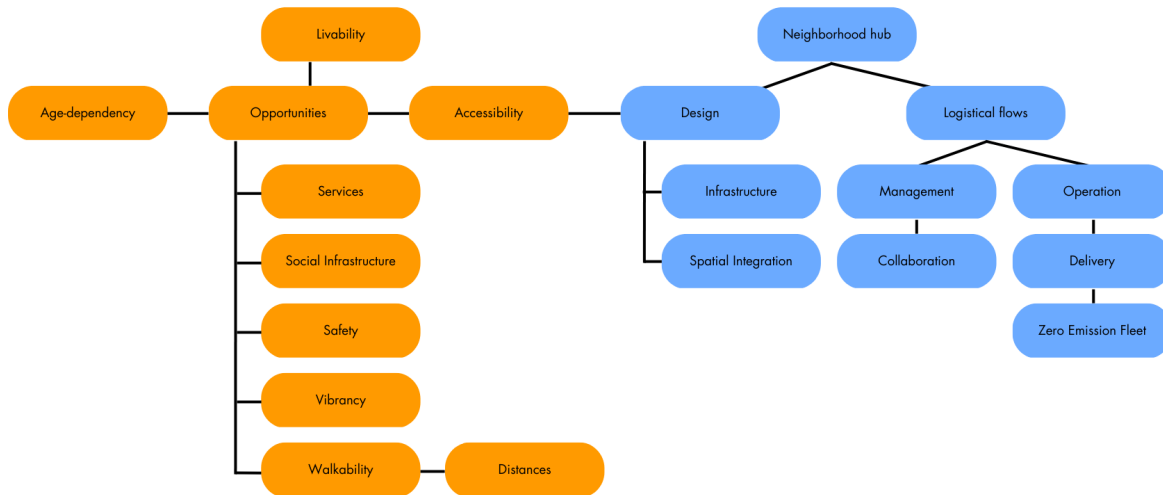 Livability
Neighborhood hub
Age-dependency
Opportunities
Accessibility
Design
Logistical flows
Services
Infrastructure
Management
Operation
Social Infrastructure
Spatial Integration
Collaboration
Delivery
Safety
Zero Emission Fleet
Vibrancy
Walkability
Distances